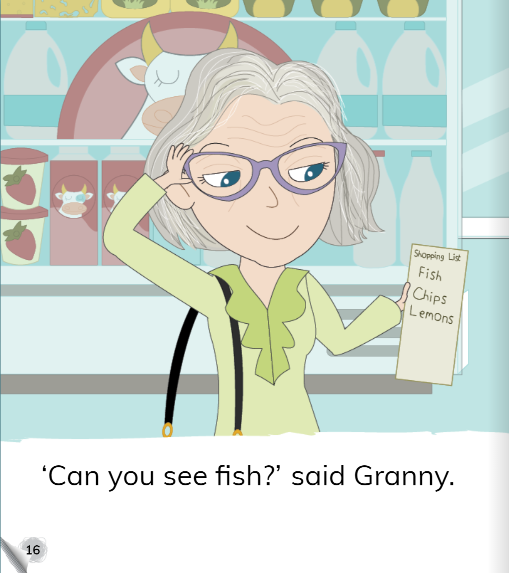 Shopping List
Fish
Chips
Lemons
‘Can you see fish?’ said Granny.
16